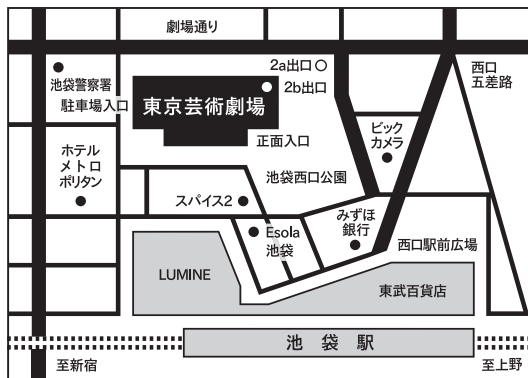 劇場通り
2a出口
2b出口
西口
五差路
池袋警察署
駐車場入口
東京芸術劇場
正面入口
ビック
カメラ
ホテル
メトロ
ポリタン
池袋西口公園
スパイス2
みずほ
銀行
Esola
池袋
西口駅前広場
LUMINE
東武百貨店
池袋駅
至新宿
至上野